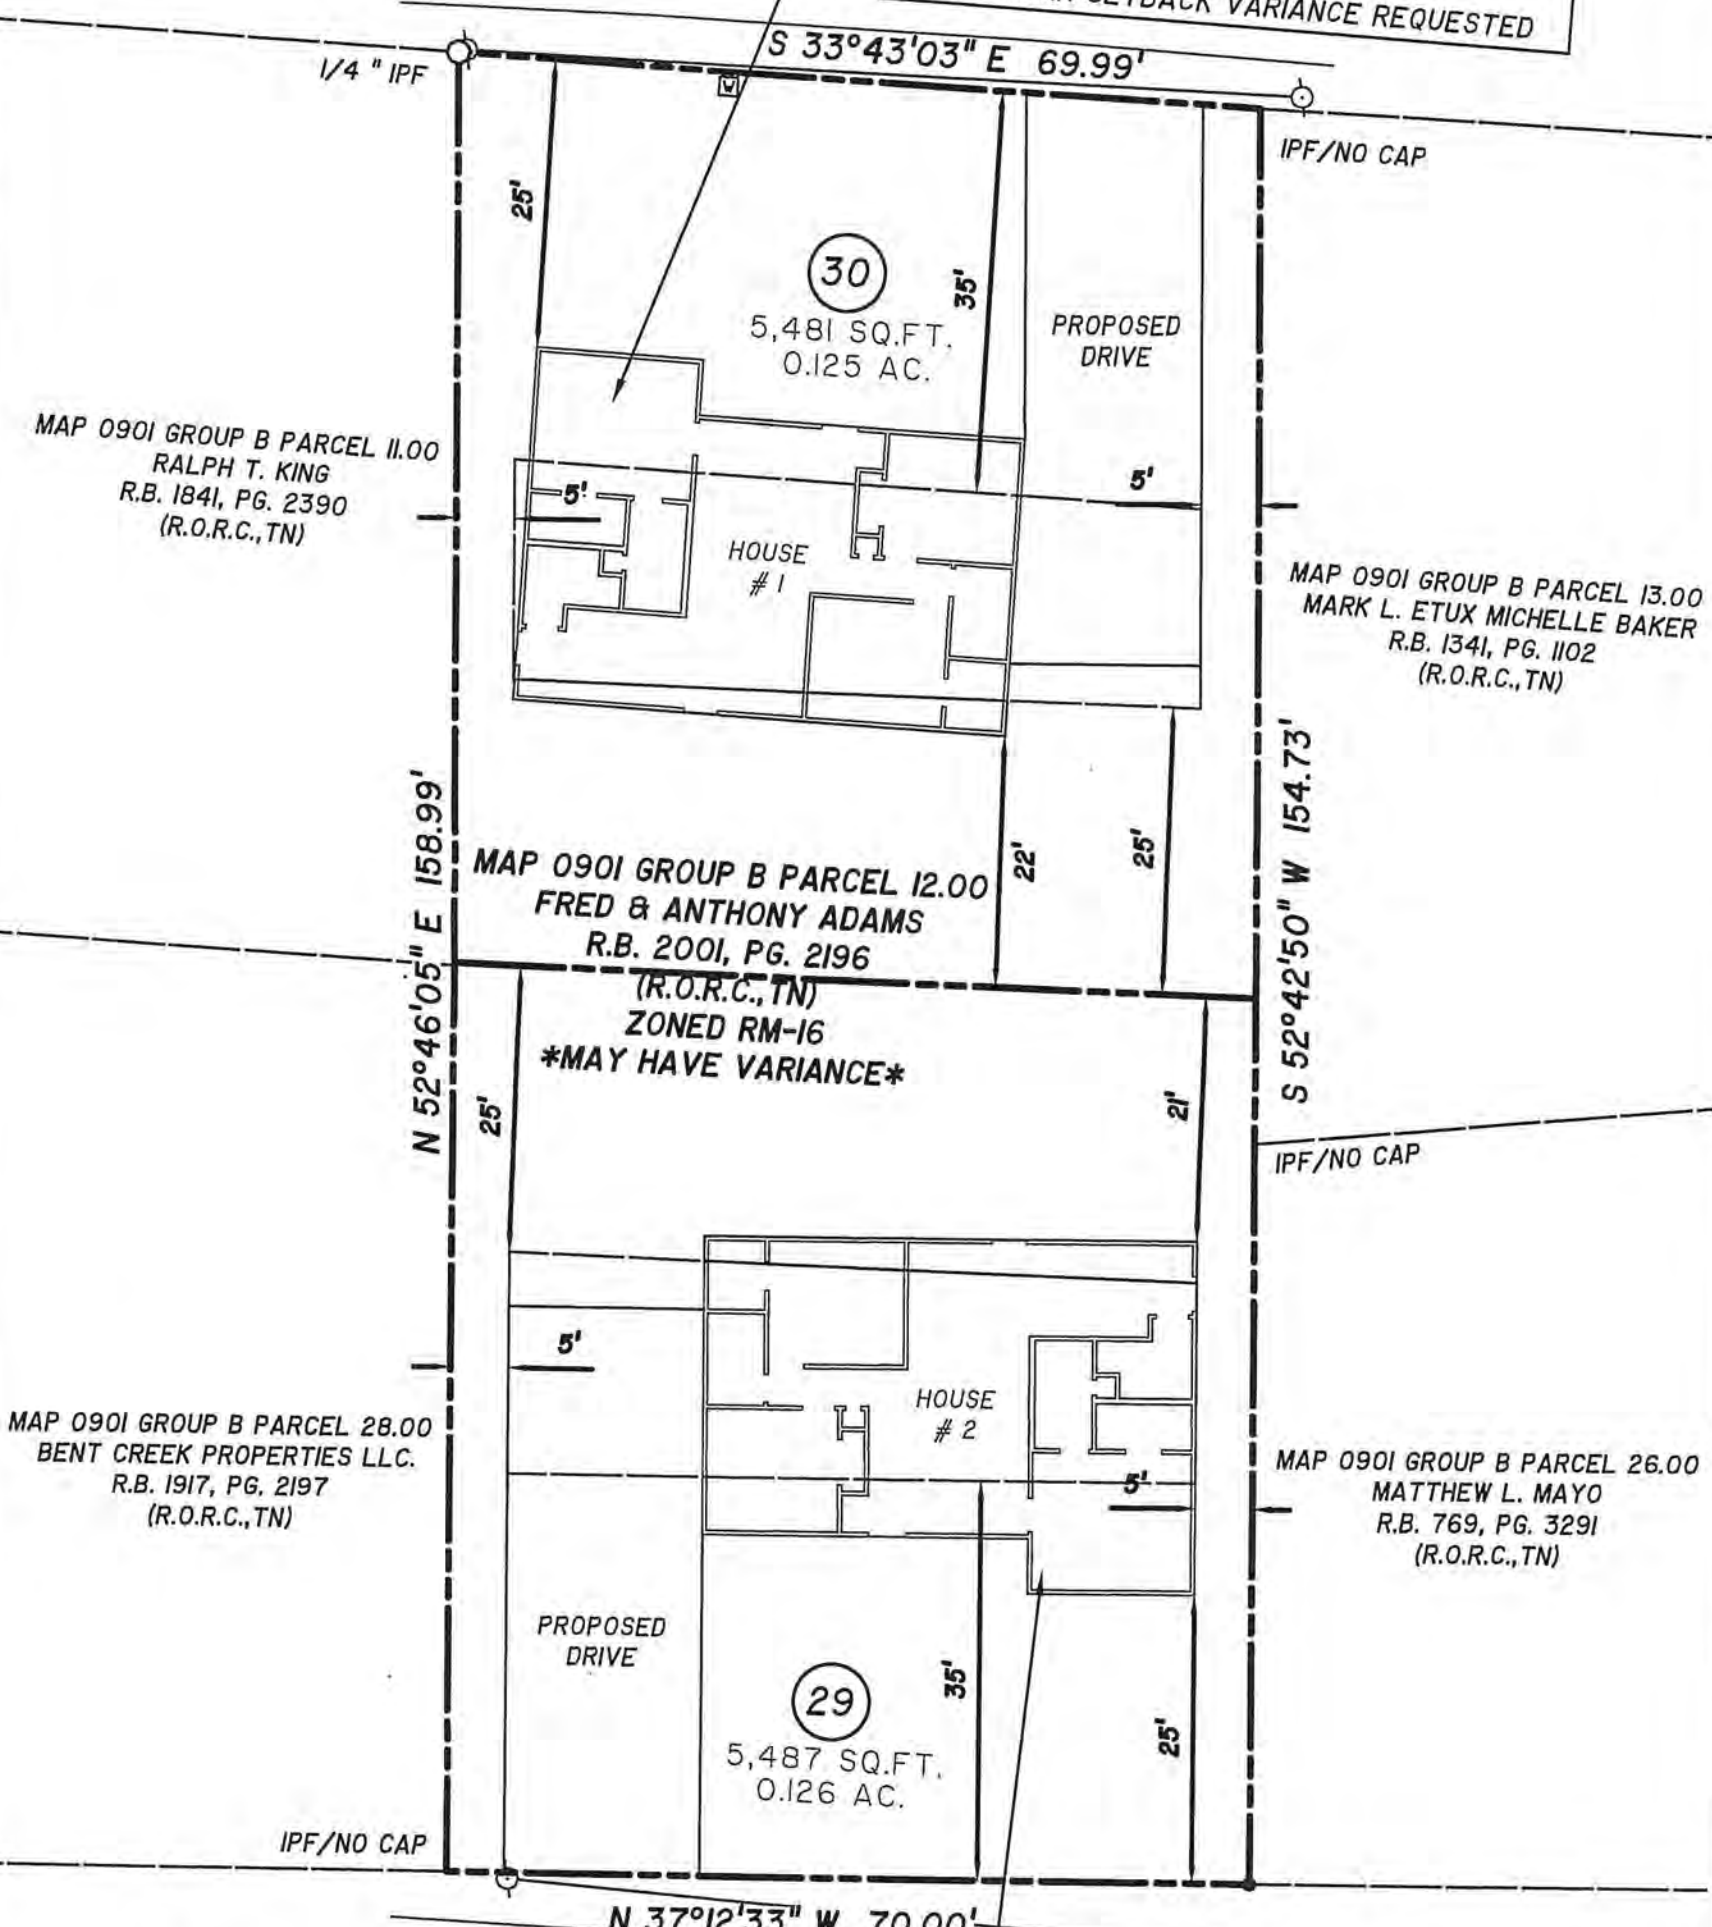 SETBACK VARIANCE REQUESTED
S 33°43'03" E 69.99'
1/4 " IPF
IPF/NO CAP
25'
30
5,481 SQ.FT.
0.125 AC.
35'
PROPOSED
DRIVE
MAP 0901 GROUP B PARCEL 11.00
RALPH T. KING
R.B. 1841, PG. 2390
(R.O.R.C.,TN)
5'
5'
HOUSE
# 1
MAP 0901 GROUP B PARCEL 13.00
MARK L. ETUX MICHELLE BAKER
R.B. 1341, PG. 1102
(R.O.R.C.,TN)
N 52°46'05" E 158.99'
S 52°42'50" W 154.73'
22'
25'
MAP 0901 GROUP B PARCEL 12.00
FRED & ANTHONY ADAMS
R.B. 2001, PG. 2196
(R.O.R.C.,TN)
ZONED RM-16
*MAY HAVE VARIANCE*
25'
21'
IPF/NO CAP
5'
HOUSE
# 2
MAP 0901 GROUP B PARCEL 28.00
BENT CREEK PROPERTIES LLC.
R.B. 1917, PG. 2197
(R.O.R.C.,TN)
5'
MAP 0901 GROUP B PARCEL 26.00
MATTHEW L. MAYO
R.B. 769, PG. 3291
(R.O.R.C.,TN)
PROPOSED
DRIVE
35'
25'
29
5,487 SQ.FT.
0.126 AC.
IPF/NO CAP
N 37°12'33" W 70.00'